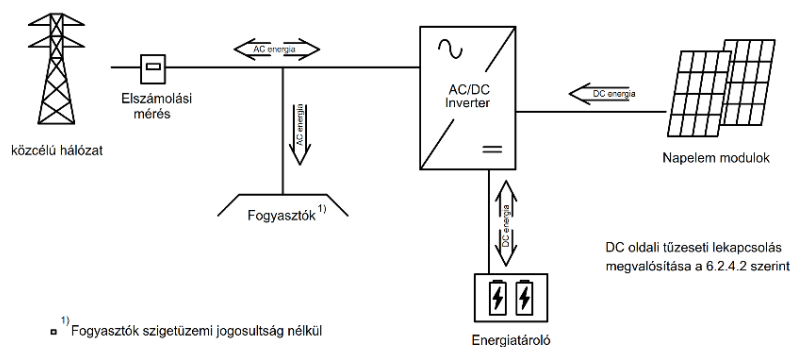 AC energia
AC/DC
Inverter
DC energia
Elszámolási
mérés
AC energia
közcélú hálózat
Napelem modulok
Fogyasztók 1)
DC energia
DC oldali tűzeseti lekapcsolás
megvalósítása a 6.2.4.2 szerint
1) Fogyasztók szigetüzemi jogosultság nélkül
Energiatároló